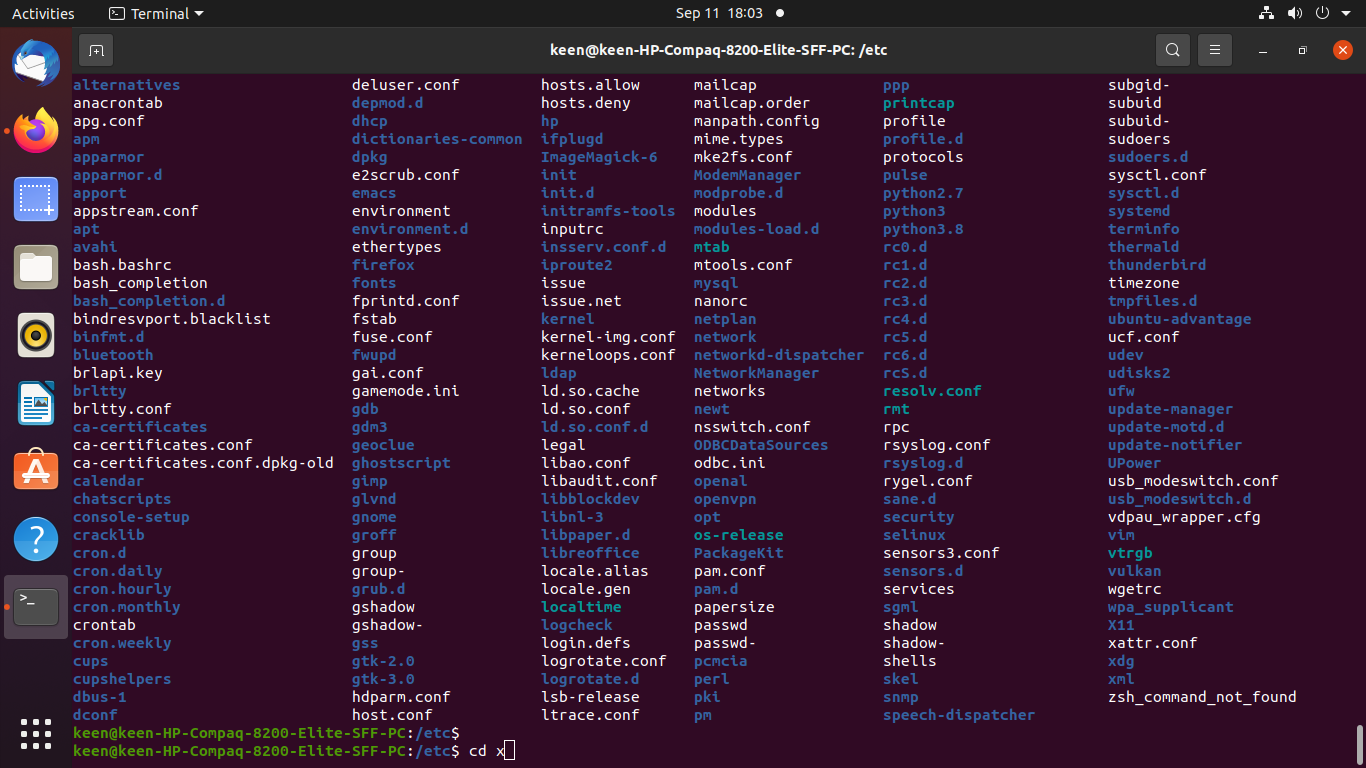 Activities Terminal Sep 11 18:03
keen@keen-HP-Compaq-8200-Elite-SFF-PC: /etc
alternatives deluser.conf hosts.allow mailcap ppp subgid-
anacrontab depmod.d hosts.deny mailcap.order printcap subuid
apg.conf dhcp hp manpath.config profile subuid-
apm dictionaries-common ifplugd mime.types profile.d sudoers
apparmor dpkg ImageMagick-6 mke2fs.conf protocols sudoers.d
apparmor.d e2scrub.conf init ModemManager pulse sysctl.conf
apport emacs init.d modprobe.d python2.7 sysctl.d
appstream.conf environment initramfs-tools modules python3 systemd
apt environment.d inputrc modules-load.d python3.8 terminfo
avahi ethertypes insserv.conf.d mtab rc0.d thermald
bash.bashrc firefox iproute2 mtools.conf rc1.d thunderbird
bash_completion fonts issue mysql rc2.d timezone
bash_completion.d fprintd.conf issue.net nanorc rc3.d tmpfiles.d
bindresvport.blacklist fstab kernel netplan rc4.d ubuntu-advantage
binfmt.d fuse.conf kernel-img.conf network rc5.d ucf.conf
bluetooth fwupd kerneloops.conf networkd-dispatcher rc6.d udev
brlapi.key gai.conf ldap NetworkManager rcS.d udisks2
brltty gamemode.ini ld.so.cache networks resolv.conf ufw
brltty.conf gdb ld.so.conf newt rmt update-manager
ca-certificates gdm3 ld.so.conf.d nsswitch.conf rpc update-motd.d
ca-certificates.conf geoclue legal ODBCDataSources rsyslog.conf update-notifier
ca-certificates.conf.dpkg-old ghostscript libao.conf odbc.ini rsyslog.d UPower
calendar gimp libaudit.conf openal rygel.conf usb_modeswitch.conf
chatscripts glvnd libblockdev openvpn sane.d usb_modeswitch.d
console-setup gnome libnl-3 opt security vdpau_wrapper.cfg
cracklib groff libpaper.d os-release selinux vim
cron.d group libreoffice PackageKit sensors3.conf vtrgb
cron.daily group- locale.alias pam.conf sensors.d vulkan
cron.hourly grub.d locale.gen pam.d services wgetrc
cron.monthly gshadow localtime papersize sgml wpa_supplicant
crontab gshadow- logcheck passwd shadow X11
cron.weekly gss login.defs passwd- shadow- xattr.conf
cups gtk-2.0 logrotate.conf pcmcia shells xdg
cupshelpers gtk-3.0 logrotate.d perl skel xml
dbus-1 hdparm.conf lsb-release pki snmp zsh_command_not_found
dconf host.conf ltrace.conf pm speech-dispatcher
keen@keen-HP-Compaq-8200-Elite-SFF-PC:/etc$
keen@keen-HP-Compaq-8200-Elite-SFF-PC:/etc$ cd x